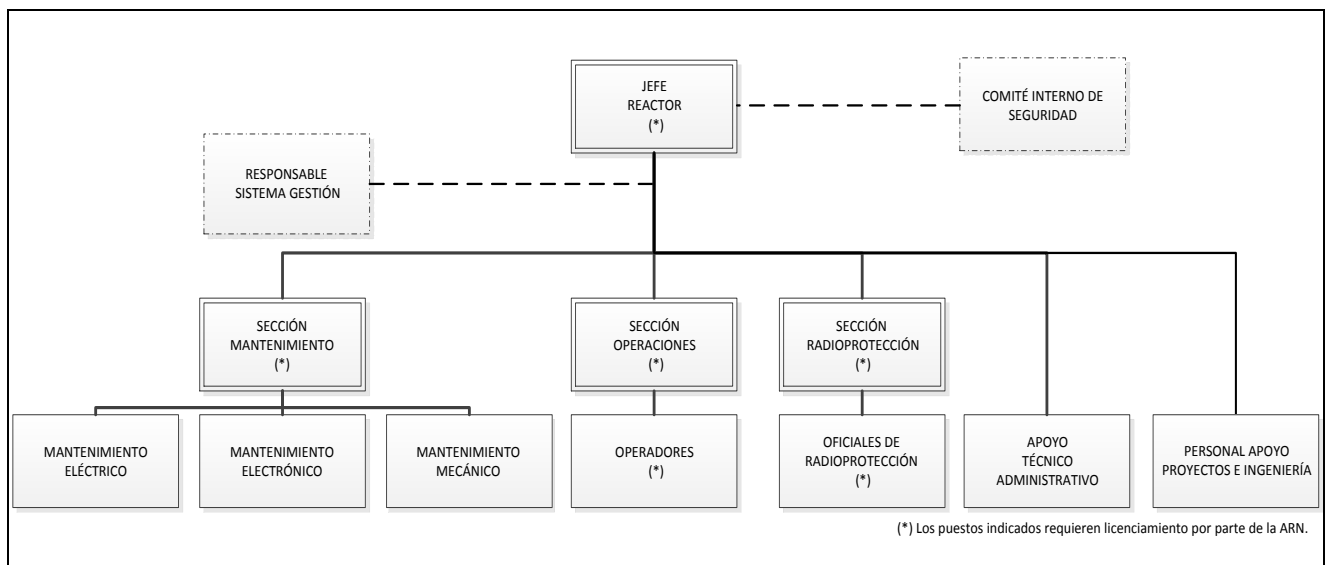 JEFE
REACTOR
(*)
COMITÉ INTERNO DE
SEGURIDAD
RESPONSABLE
SISTEMA GESTIÓN
SECCIÓN
MANTENIMIENTO
(*)
SECCIÓN
OPERACIONES
(*)
SECCIÓN
RADIOPROTECCIÓN
(*)
MANTENIMIENTO
ELÉCTRICO
MANTENIMIENTO
ELECTRÓNICO
MANTENIMIENTO
MECÁNICO
OPERADORES
(*)
OFICIALES DE
RADIOPROTECCIÓN
(*)
APOYO
TÉCNICO
ADMINISTRATIVO
PERSONAL APOYO
PROYECTOS E INGENIERÍA
(*) Los puestos indicados requieren licenciamiento por parte de la ARN.